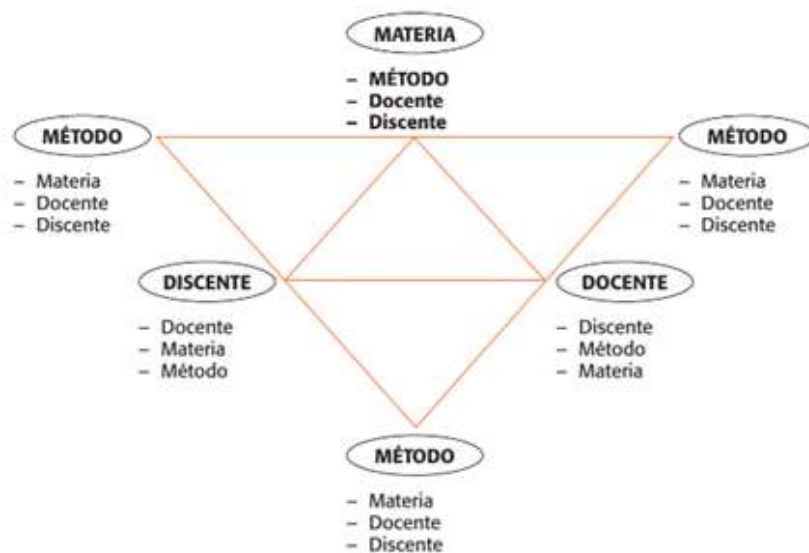 MATERIA
– MÉTODO
– Docente
– Discente
MÉTODO
– Materia
– Docente
– Discente
MÉTODO
– Materia
– Docente
– Discente
DISCENTE
– Docente
– Materia
– Método
DOCENTE
– Discente
– Método
– Materia
MÉTODO
– Materia
– Docente
– Discente